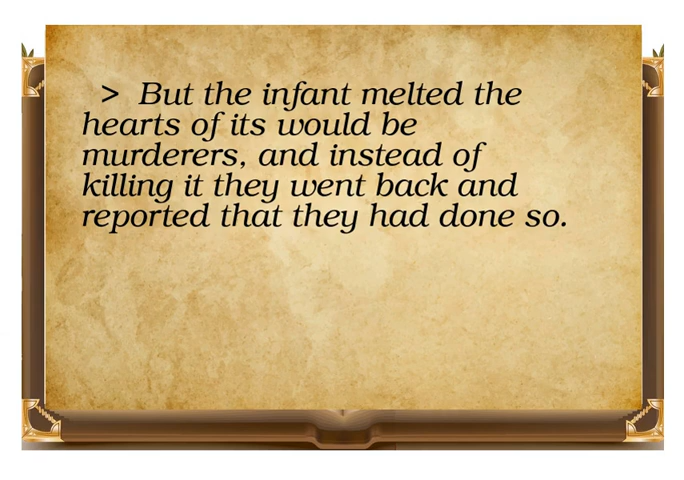 > But the infant melted the
hearts of its would be
murderers, and instead of
killing it they went back and
reported that they had done so.